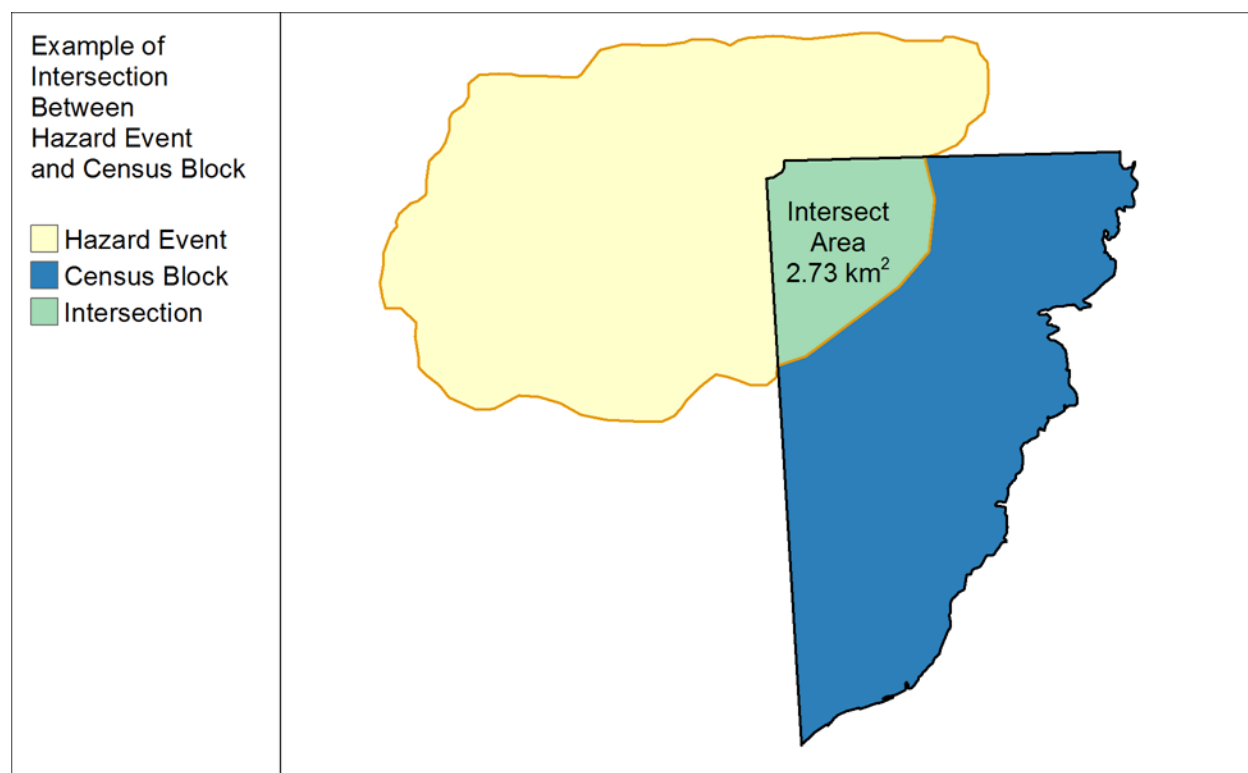 Example of
Intersection
Between
Hazard Event
and Census Block
Hazard Event
Census Block
Intersection
Intersect
Area
2.73 km²